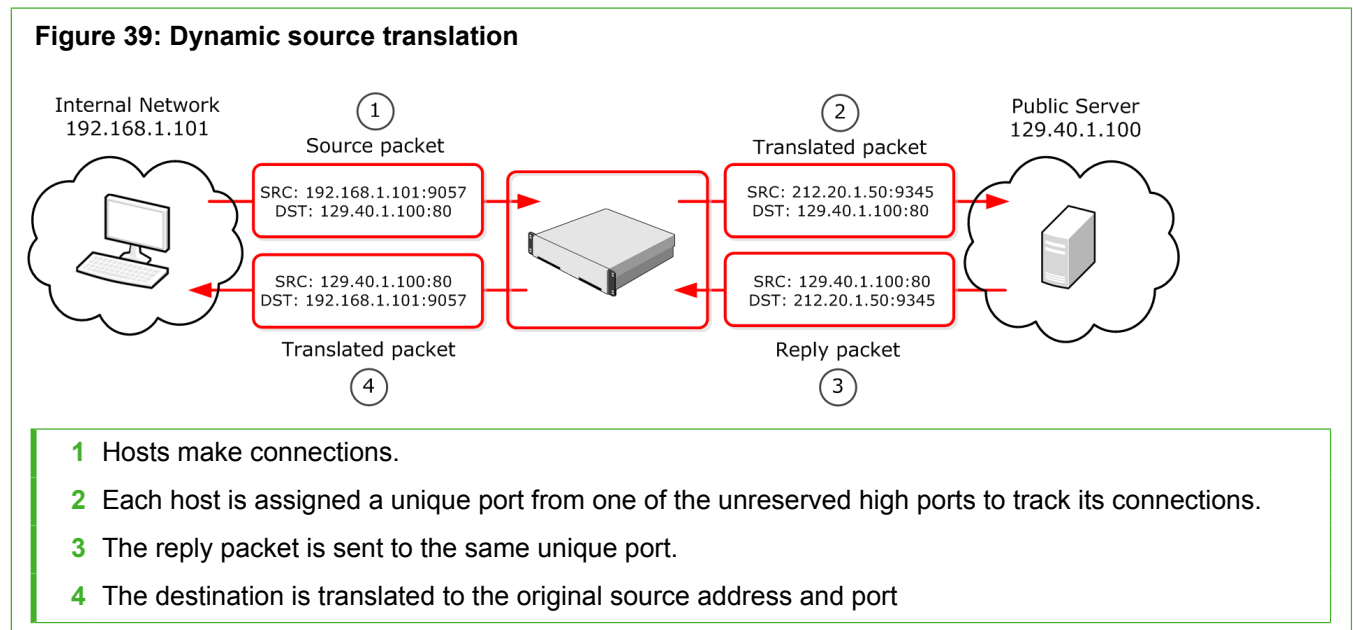 Figure 39: Dynamic source translation
Internal Network
192.168.1.101
1
Source packet
2
Translated packet
Public Server
129.40.1.100
SRC: 192.168.1.101:9057
DST: 129.40.1.100:80
SRC: 212.20.1.50:9345
DST: 129.40.1.100:80
SRC: 129.40.1.100:80
DST: 192.168.1.101:9057
SRC: 129.40.1.100:80
DST: 212.20.1.50:9345
Translated packet
4
Reply packet
3
1 Hosts make connections.
2 Each host is assigned a unique port from one of the unreserved high ports to track its connections.
3 The reply packet is sent to the same unique port.
4 The destination is translated to the original source address and port